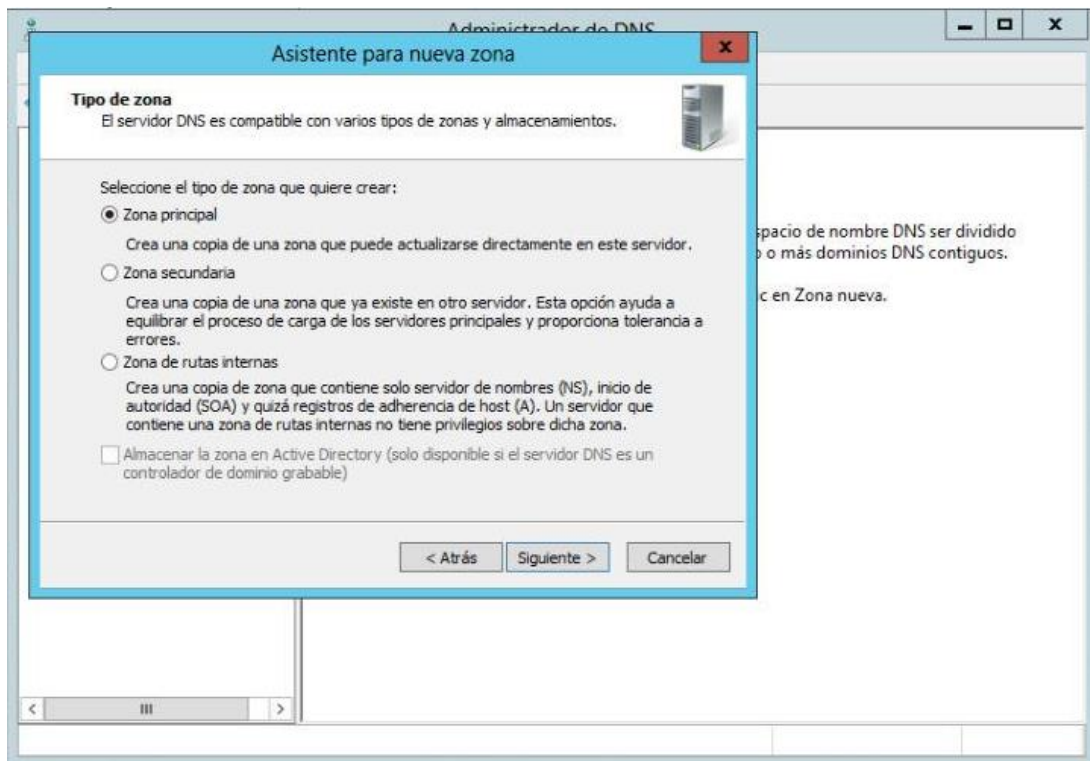 Administrador de DNS
Asistente para nueva zona
Tipo de zona
El servidor DNS es compatible con varios tipos de zonas y almacenamientos.
Seleccione el tipo de zona que quiere crear:
Zona principal
Crea una copia de una zona que puede actualizarse directamente en este servidor.
Zona secundaria
Crea una copia de una zona que ya existe en otro servidor. Esta opción ayuda a
equilibrar el proceso de carga de los servidores principales y proporciona tolerancia a
errores.
Zona de rutas internas
Crea una copia de zona que contiene solo servidor de nombres (NS), inicio de
autoridad (SOA) y quizá registros de adherencia de host (A). Un servidor que
contiene una zona de rutas internas no tiene privilegios sobre dicha zona.
Almacenar la zona en Active Directory (solo disponible si el servidor DNS es un
controlador de dominio grabable)
< Atrás Siguiente > Cancelar
spacio de nombre DNS ser dividido
o más dominios DNS contiguos.
c en Zona nueva.